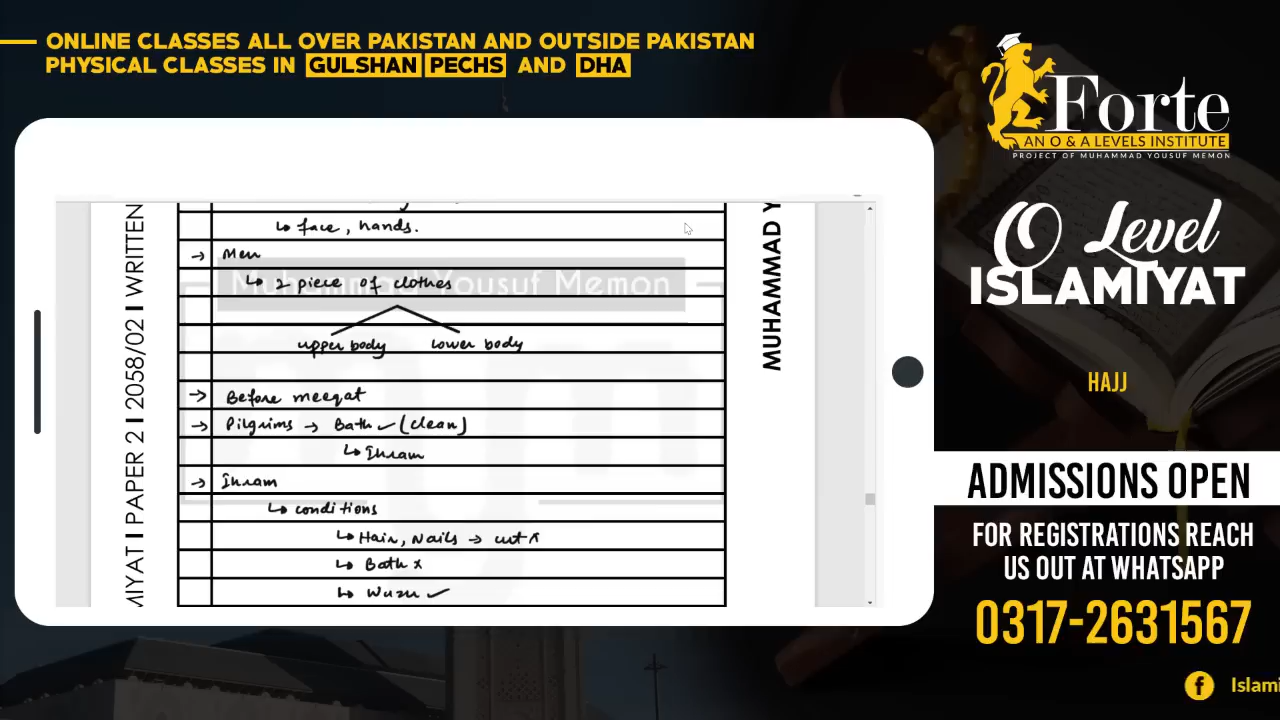 ONLINE CLASSES ALL OVER PAKISTAN AND OUTSIDE PAKISTAN
PHYSICAL CLASSES IN GULSHAN PECHS AND DHA
Forte
AN O & A LEVELS INSTITUTE
PROJECT OF MUHAMMAD YOUSUF MEMON
O Level
ISLAMIYAT
HAJJ
ADMISSIONS OPEN
FOR REGISTRATIONS REACH
US OUT AT WHATSAPP
0317-2631567
Islami
MIYAT I PAPER 2 I 2058/02 I WRITTEN
MUHAMMAD Y
Muhammad Yousuf Memon
↳ face, hands.
→ Men
↳ 2 piece of clothes
upper body lower body
→ Before meeqat
→ Pilgrims → Bath ✓ (clean)
↳ Ihram
→ Ihram
↳ conditions
↳ Hair, Nails → cut x
↳ Bath x
↳ wuzu ✓